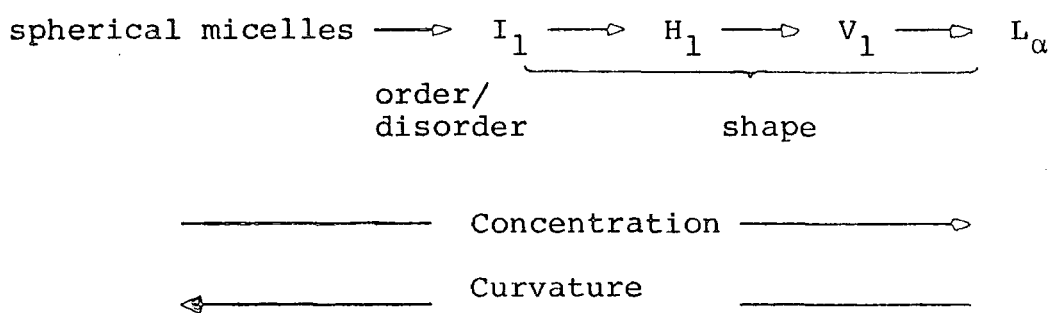 spherical micelles → I₁ → H₁ → V₁ → Lα
order/
disorder shape
Concentration
Curvature